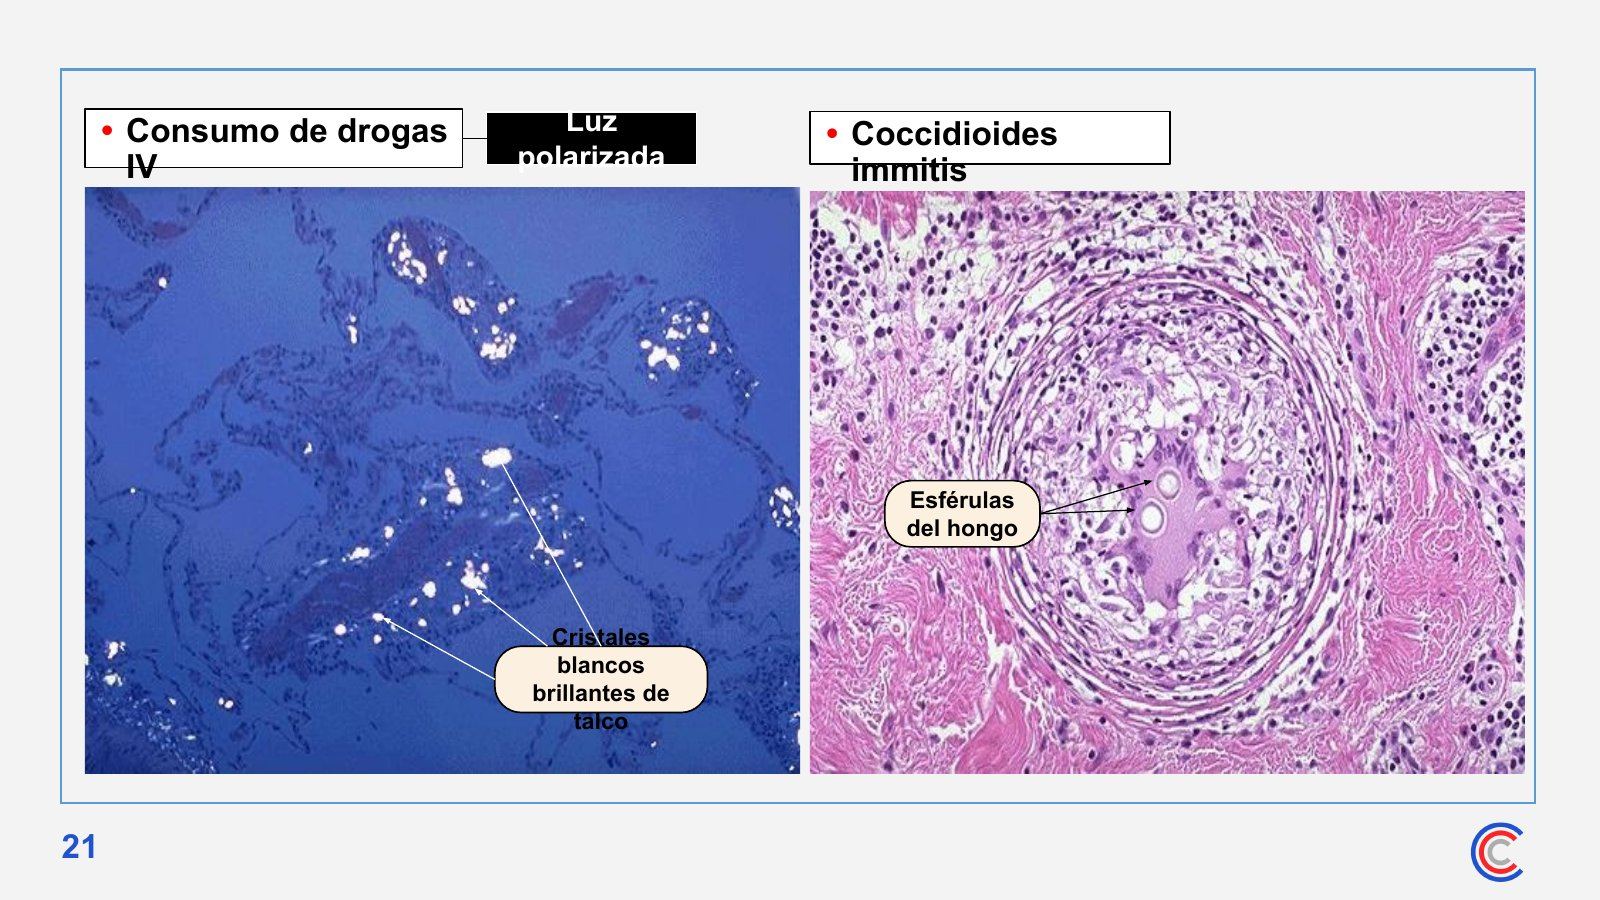 • Consumo de drogas
IV
Luz
polarizada
• Coccidioides
immitis
Esférulas
del hongo
Cristales
blancos
brillantes de
talco
21